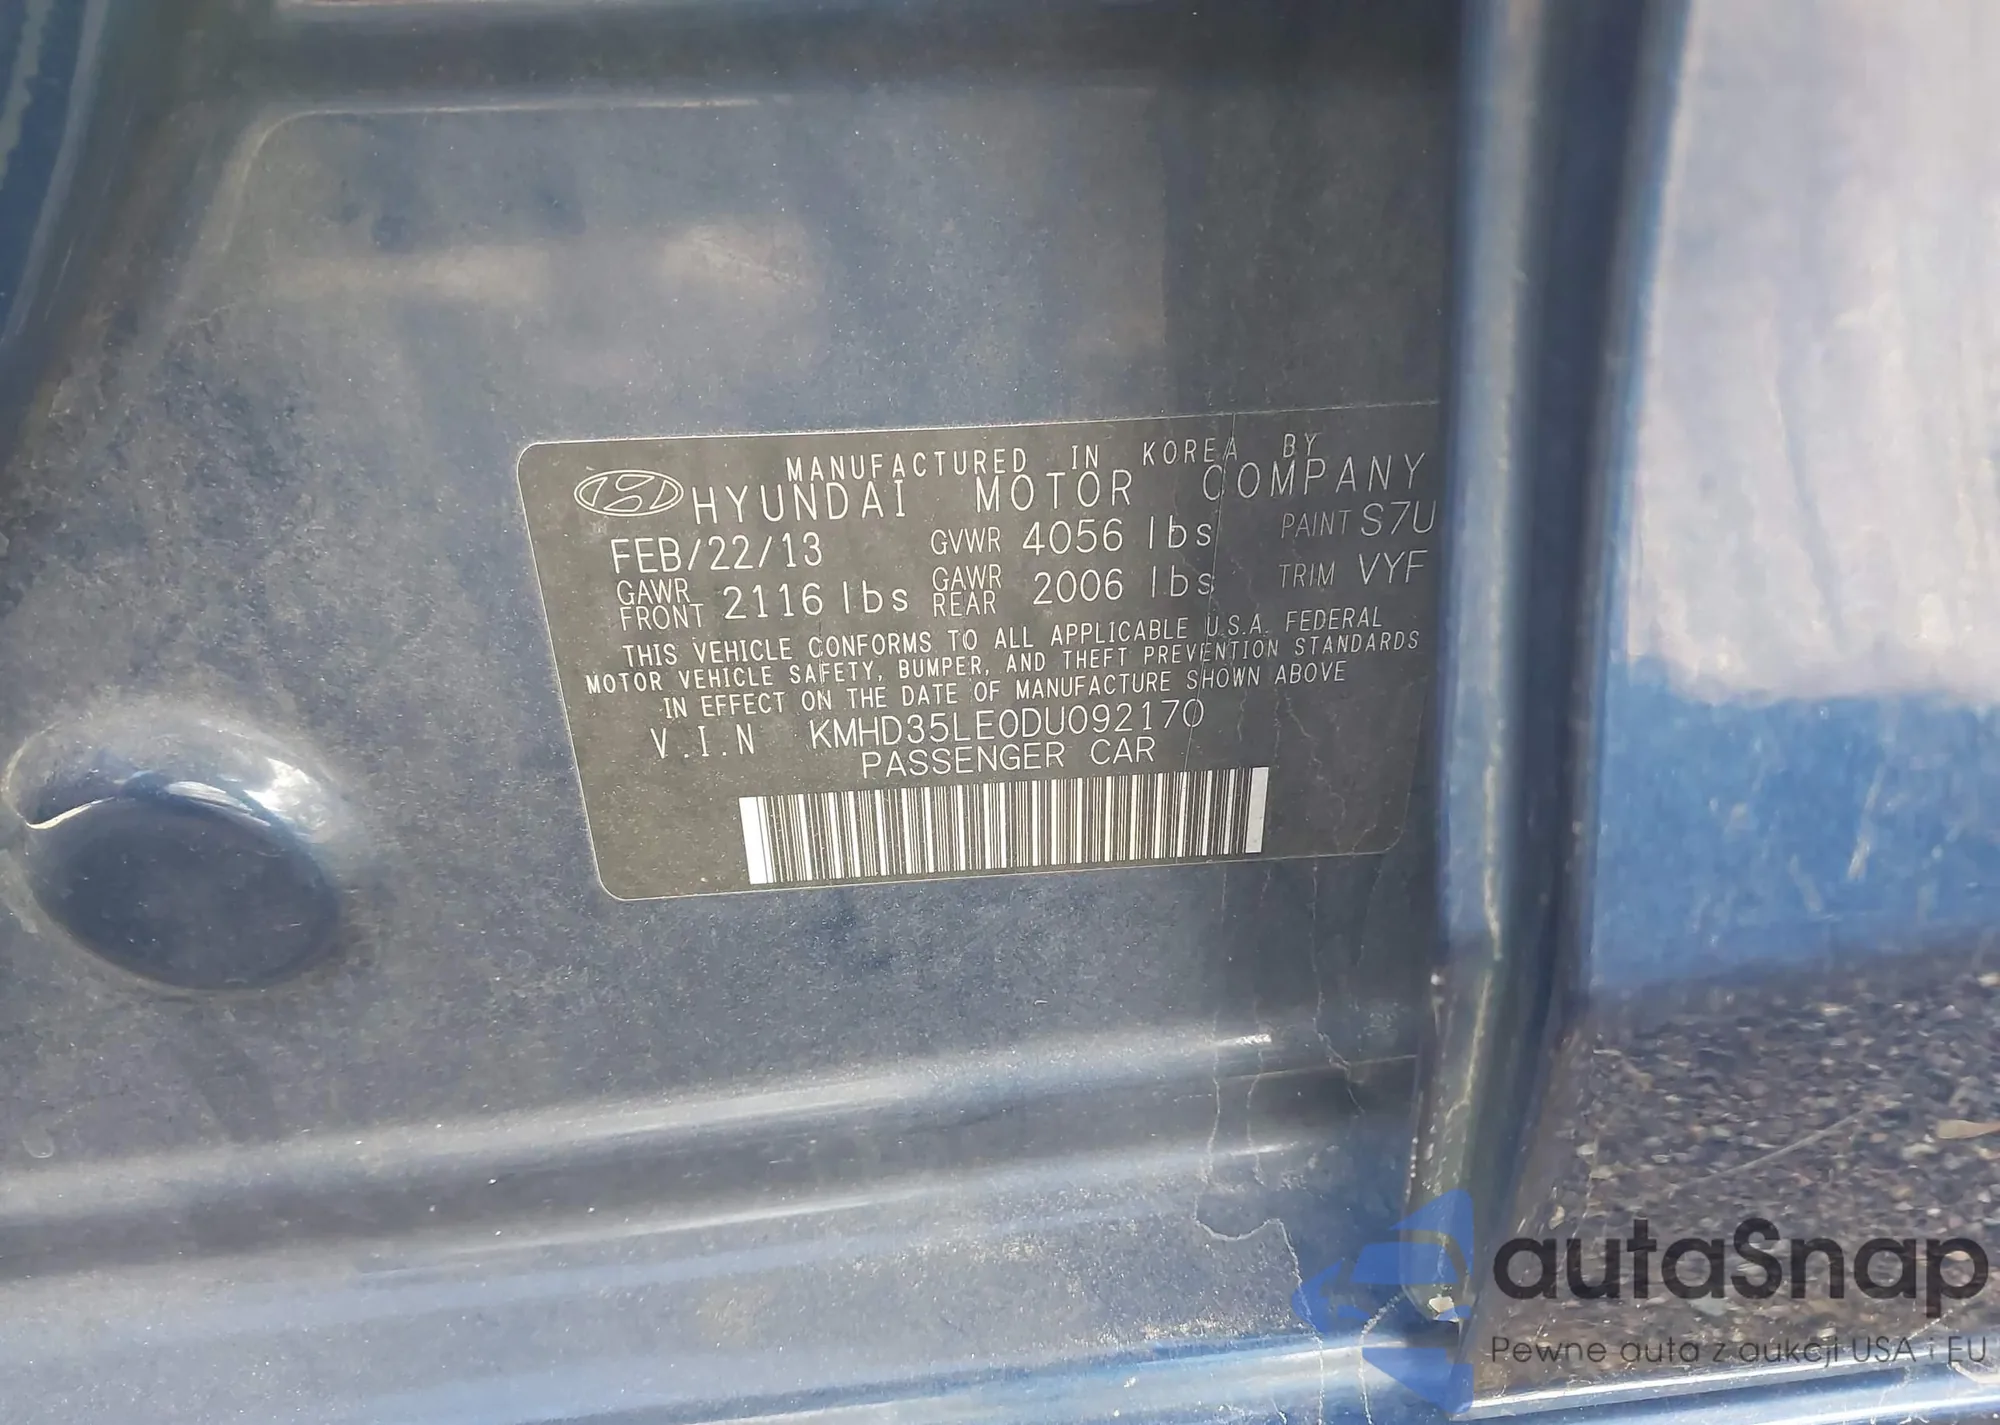 MANUFACTURED IN KOREA BY
HYUNDAI MOTOR COMPANY
FEB/22/13 GVWR 4056 lbs PAINT S7U
GAWR FRONT 2116 lbs GAWR REAR 2006 lbs TRIM VYF
THIS VEHICLE CONFORMS TO ALL APPLICABLE U.S.A. FEDERAL
MOTOR VEHICLE SAFETY, BUMPER, AND THEFT PREVENTION STANDARDS
IN EFFECT ON THE DATE OF MANUFACTURE SHOWN ABOVE
V.I.N KMHD35LE0DU092170
PASSENGER CAR
autaSnap
Pewne auta z aukcji USA i EU